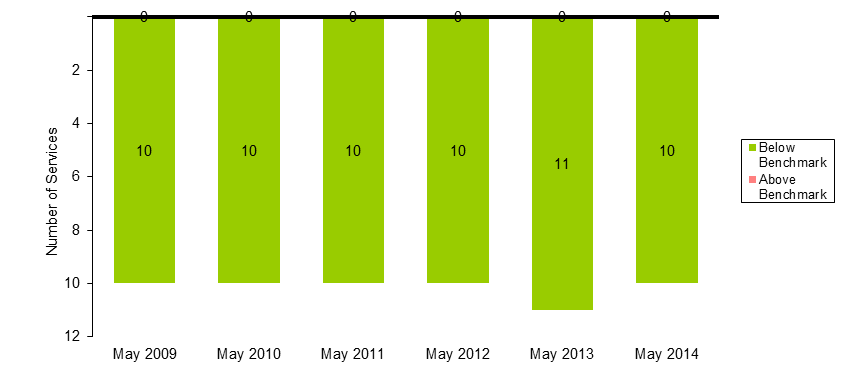 0 0 0 0 0 0
2
4
6
8
10
12
Number of Services
10 10 10 10 11 10
May 2009 May 2010 May 2011 May 2012 May 2013 May 2014
Below
Benchmark
Above
Benchmark